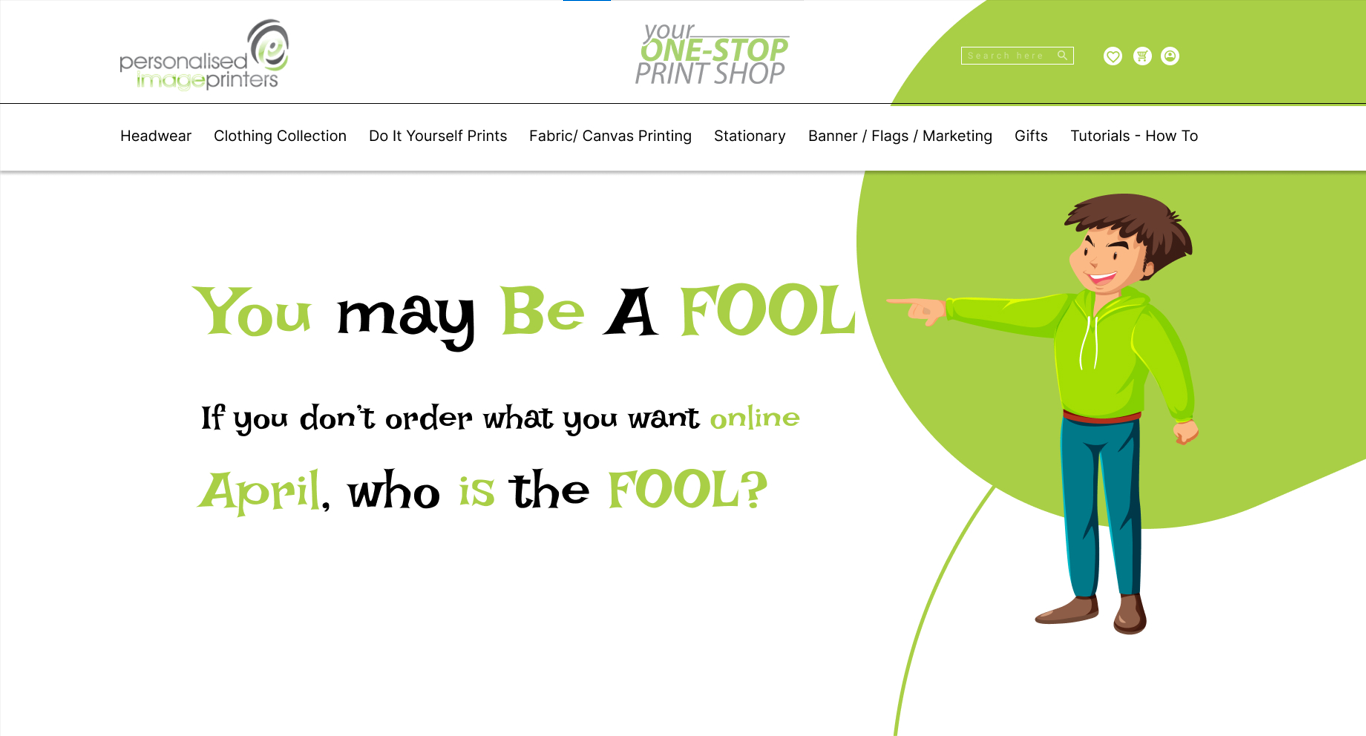 personalised
imageprinters
your
ONE-STOP
PRINT SHOP
Search here
Headwear Clothing Collection Do It Yourself Prints Fabric/ Canvas Printing Stationary Banner / Flags / Marketing Gifts Tutorials - How To
You may Be A FOOL
If you don't order what you want online
April, who is the FOOL?